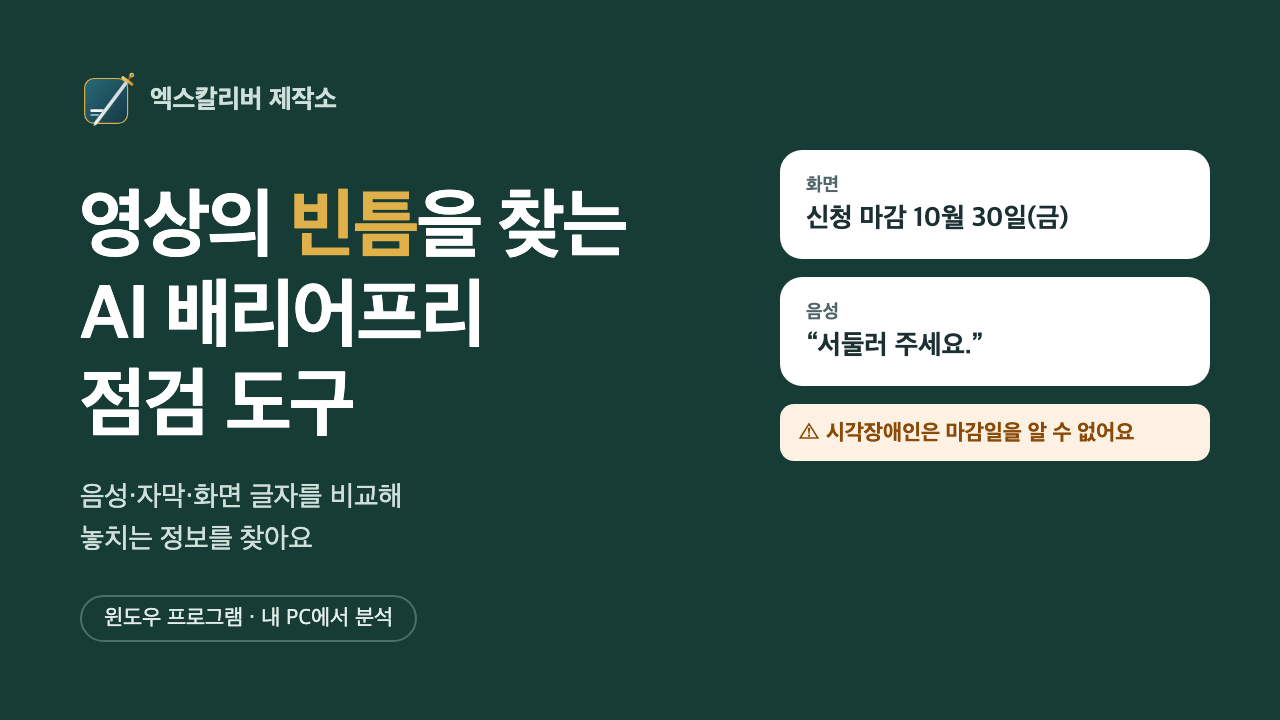 엑스칼리버 제작소
영상의 빈틈을 찾는
AI 배리어프리
점검 도구
음성·자막·화면 글자를 비교해
놓치는 정보를 찾아요
윈도우 프로그램 · 내 PC에서 분석
화면
신청 마감 10월 30일(금)
음성
“서둘러 주세요.”
⚠ 시각장애인은 마감일을 알 수 없어요